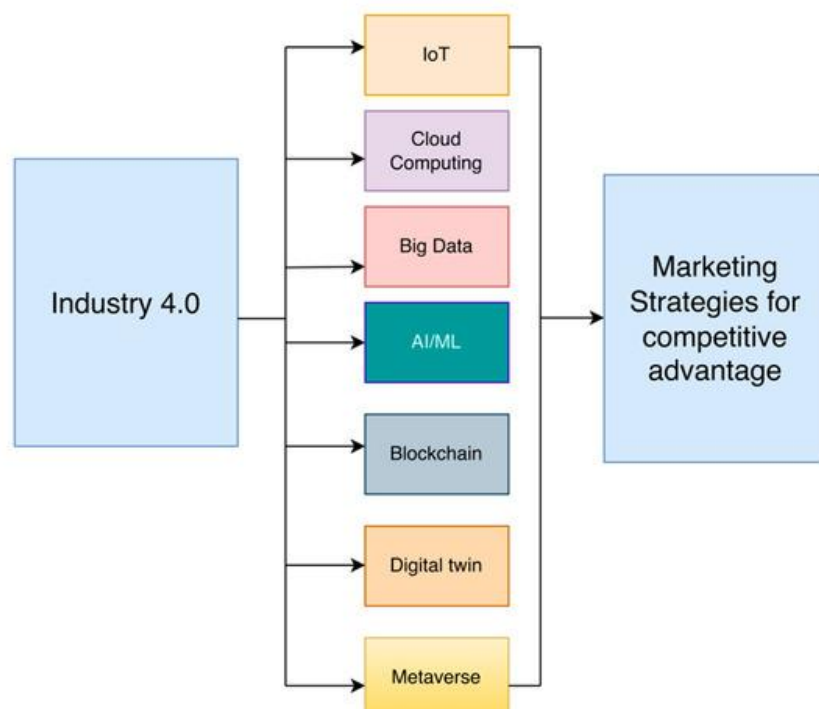 IoT
Cloud
Computing
Big Data
Industry 4.0
AI/ML
Blockchain
Digital twin
Metaverse
Marketing
Strategies for
competitive
advantage